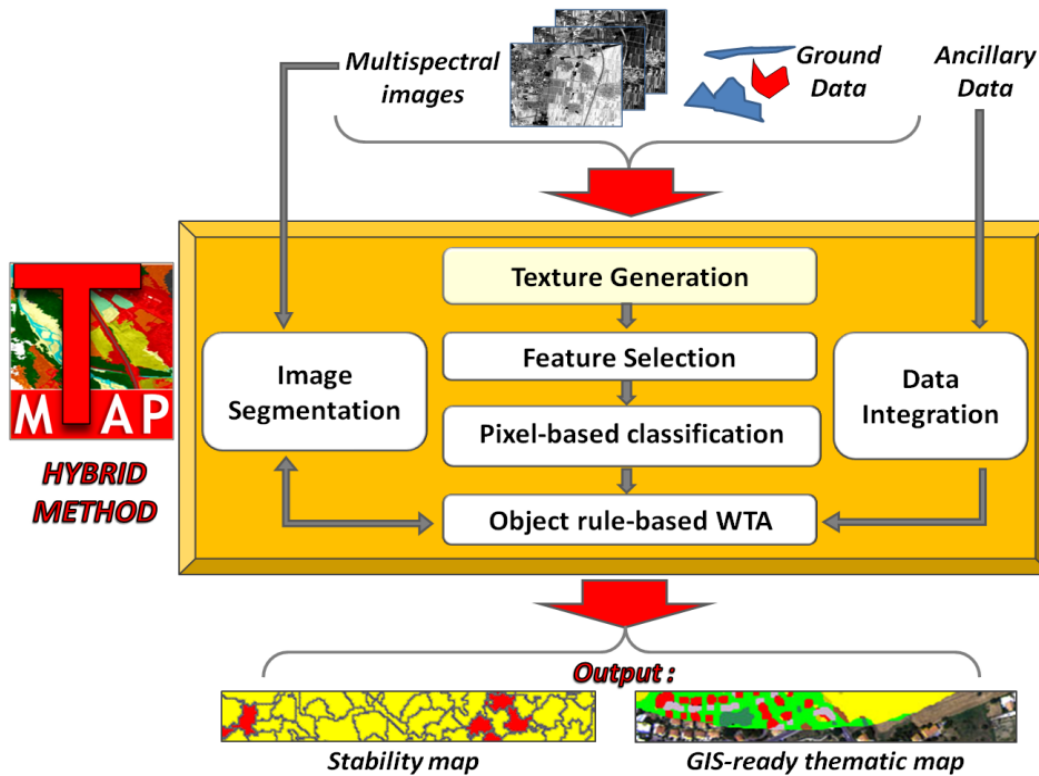 Multispectral
images
Ground
Data
Ancillary
Data
Texture Generation
Feature Selection
Pixel-based classification
Object rule-based WTA
Image
Segmentation
Data
Integration
T
M AP
HYBRID
METHOD
Output :
Stability map
GIS-ready thematic map